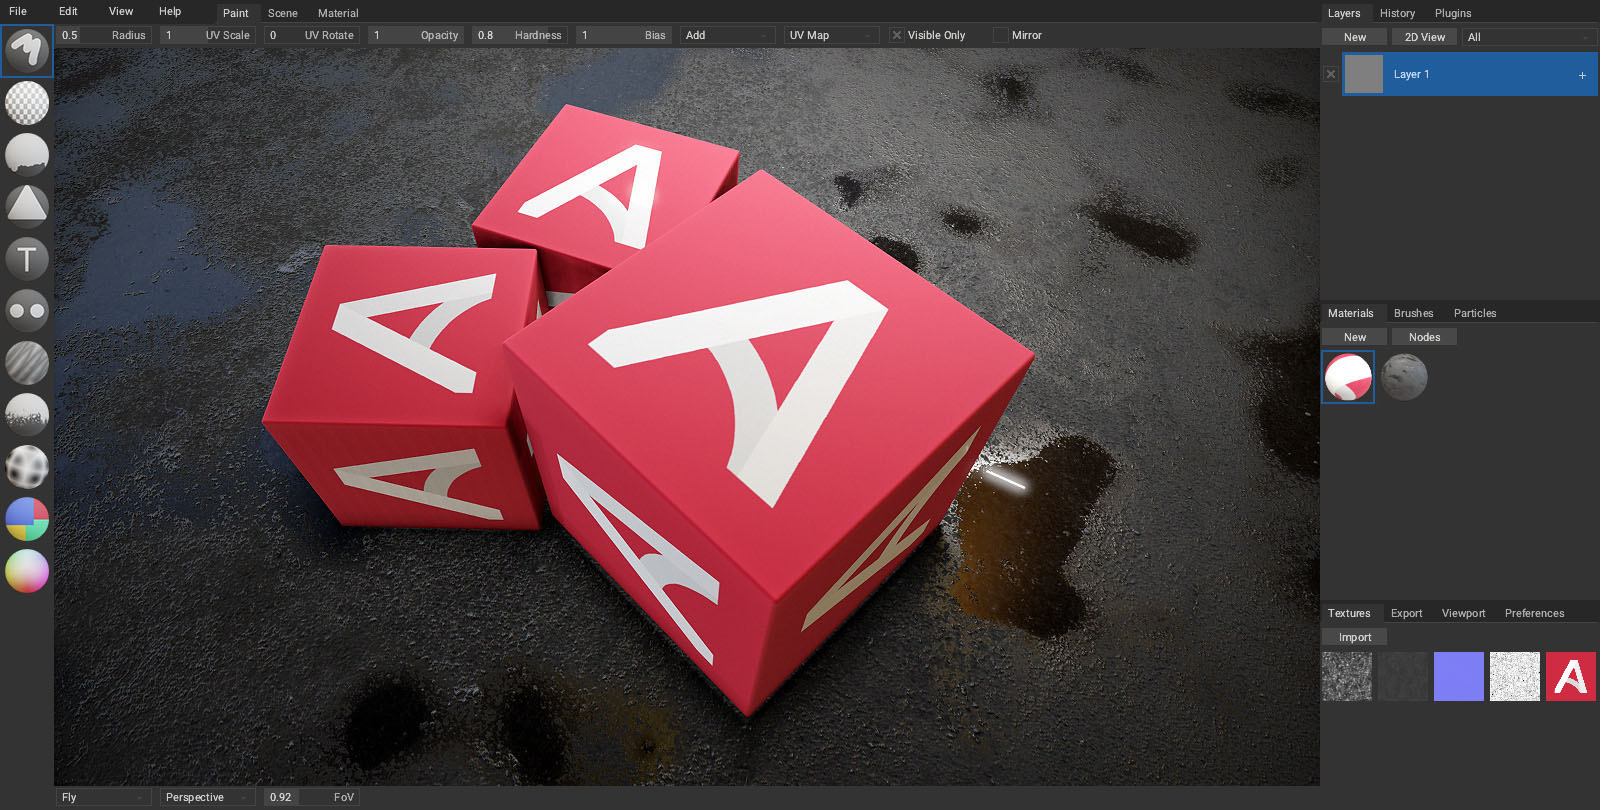 File Edit View Help Paint Scene Material
0.5 Radius 1 UV Scale 0 UV Rotate 1 Opacity 0.8 Hardness 1 Bias Add UV Map Visible Only Mirror
Layers History Plugins
New 2D View All
Layer 1 +
T
A
A
A
A
A
A
Materials Brushes Particles
New Nodes
Textures Export Viewport Preferences
Import
A
Fly Perspective 0.92 FoV